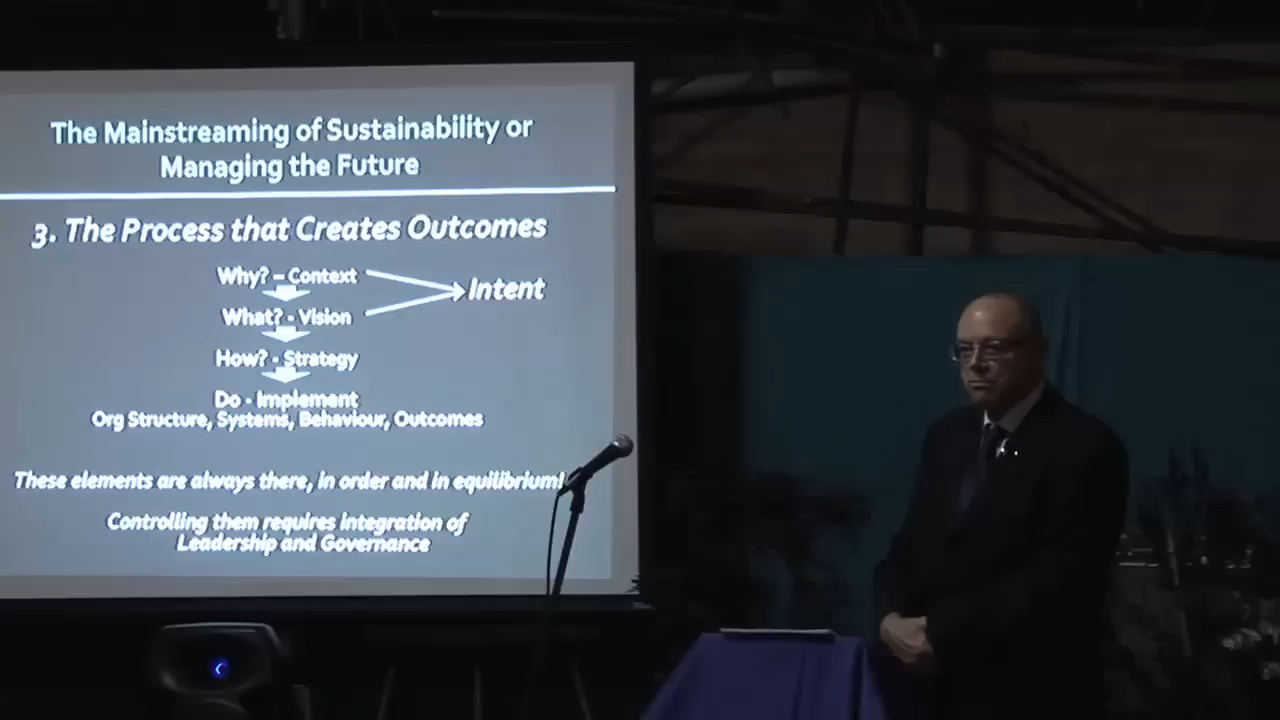 The Mainstreaming of Sustainability or
Managing the Future
3. The Process that Creates Outcomes
Why? – Context
Intent
What? - Vision
How? - Strategy
Do - Implement
Org Structure, Systems, Behaviour, Outcomes
These elements are always there, in order and in equilibrium!
Controlling them requires integration of
Leadership and Governance